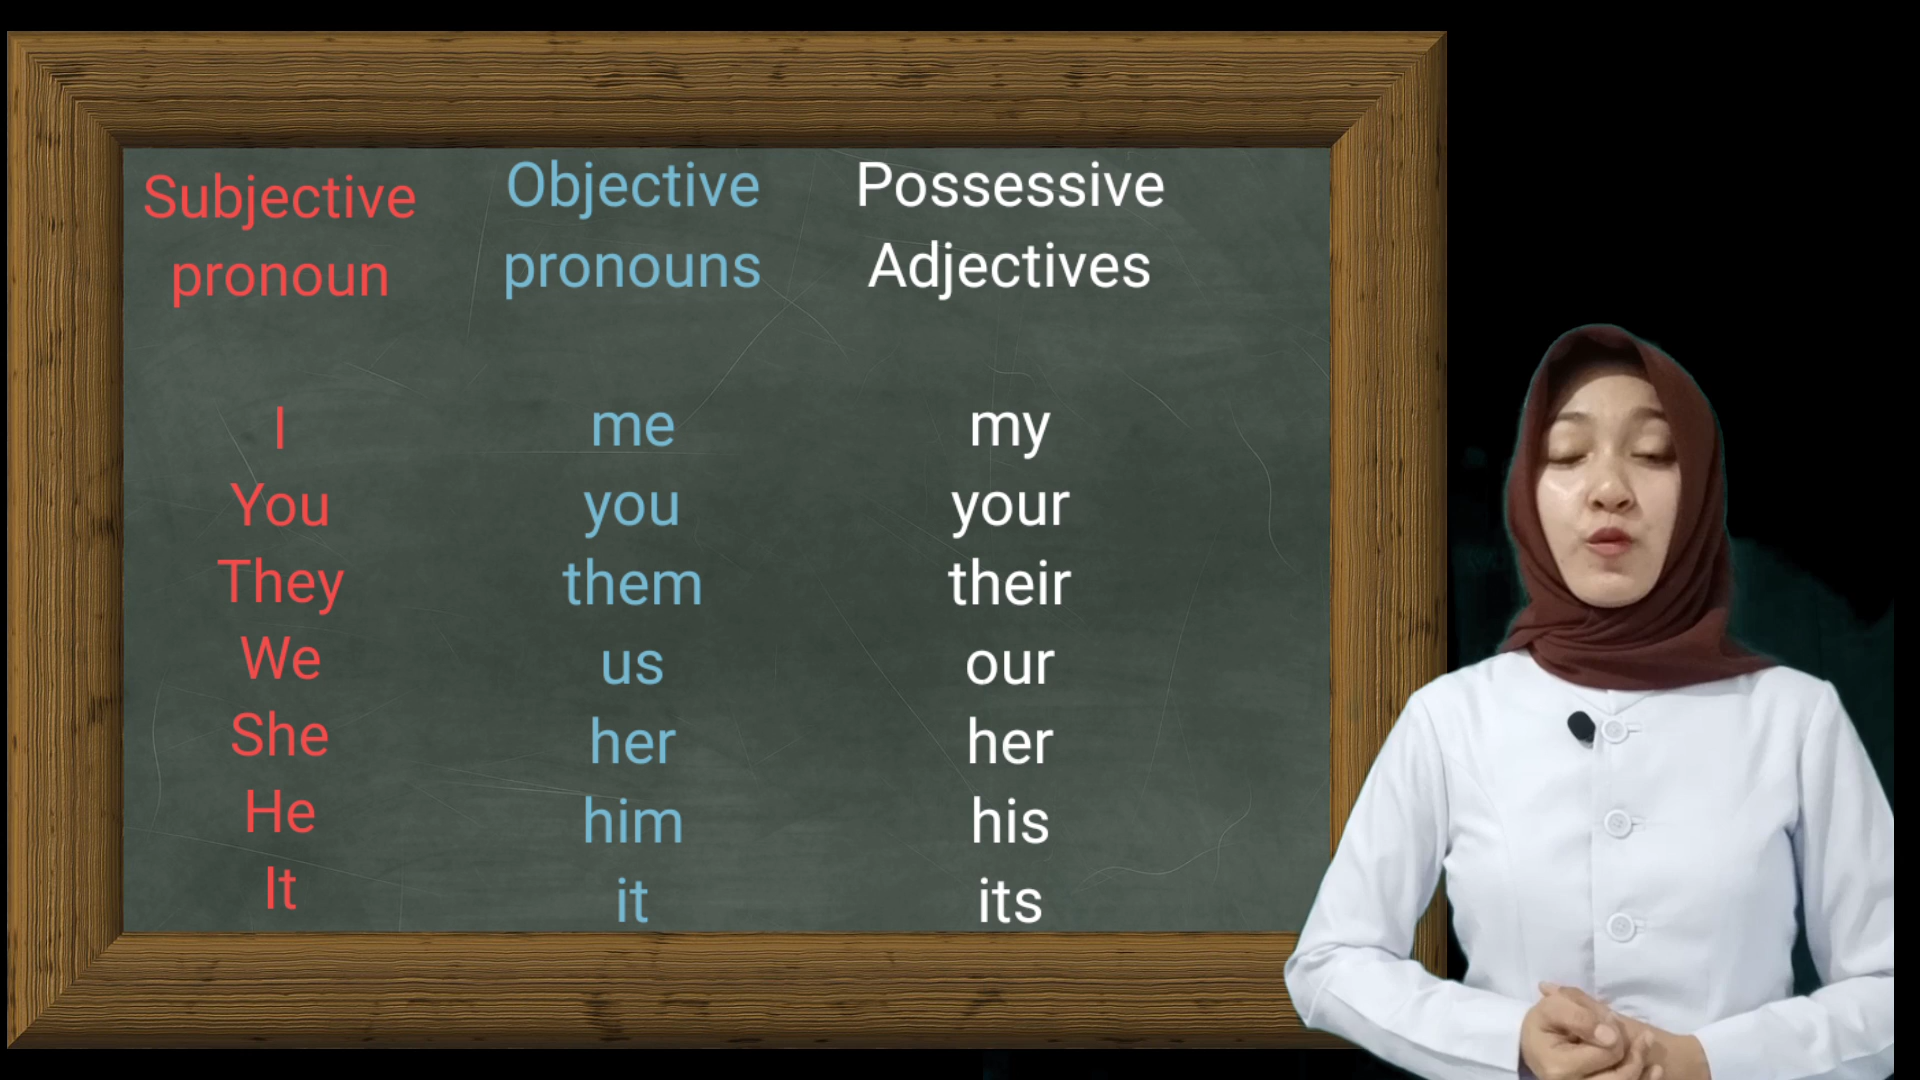 Subjective
pronoun
Objective
pronouns
Possessive
Adjectives
I me my
You you your
They them their
We us our
She her her
He him his
It it its